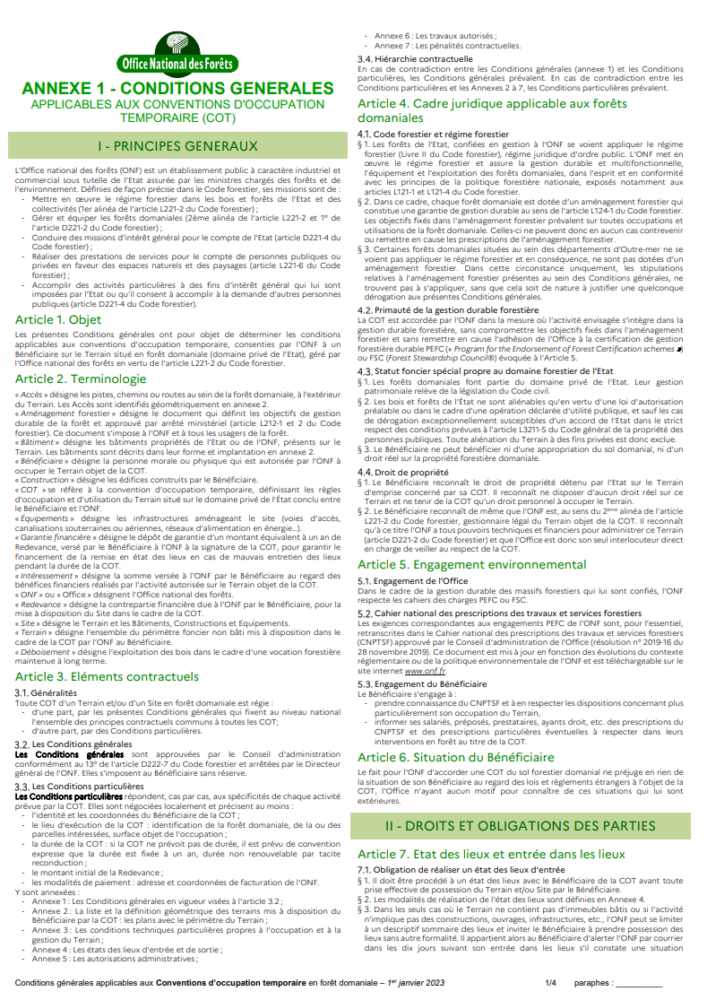 Office National des Forêts
ANNEXE 1 - CONDITIONS GENERALES
APPLICABLES AUX CONVENTIONS D'OCCUPATION
TEMPORAIRE (COT)
I - PRINCIPES GENERAUX
L'Office national des forêts (ONF) est un établissement public à caractère industriel et
commercial sous tutelle de l'Etat assurée par les ministres chargés des forêts et de
l'environnement. Définies de façon précise dans le Code forestier, ses missions sont de :
- Mettre en œuvre le régime forestier dans les bois et forêts de l'Etat et des
collectivités (1er alinéa de l'article L221-2 du Code forestier) ;
- Gérer et équiper les forêts domaniales (2ème alinéa de l'article L221-2 et 1° de
l'article D221-2 du Code forestier) ;
- Conduire des missions d'intérêt général pour le compte de l'Etat (article D221-4 du
Code forestier) ;
- Réaliser des prestations de services pour le compte de personnes publiques ou
privées en faveur des espaces naturels et des paysages (article L221-6 du Code
forestier) ;
- Accomplir des activités particulières à des fins d'intérêt général qui lui sont
imposées par l'Etat ou qu'il consent à accomplir à la demande d'autres personnes
publiques (article D221-4 du Code forestier).
Article 1. Objet
Les présentes Conditions générales ont pour objet de déterminer les conditions
applicables aux conventions d'occupation temporaire, consenties par l'ONF à un
Bénéficiaire sur le Terrain situé en forêt domaniale (domaine privé de l'Etat), géré par
l'Office national des forêts en vertu de l'article L221-2 du Code forestier.
Article 2. Terminologie
« Accès » désigne les pistes, chemins ou routes au sein de la forêt domaniale, à l'extérieur
du Terrain. Les Accès sont identifiés géométriquement en annexe 2.
« Aménagement forestier » désigne le document qui définit les objectifs de gestion
durable de la forêt et approuvé par arrêté ministériel (article L212-1 et 2 du Code
forestier). Ce document s'impose à l'ONF et à tous les usagers de la forêt.
« Bâtiment » désigne les bâtiments propriétés de l'Etat ou de l'ONF, présents sur le
Terrain. Les bâtiments sont décrits dans leur forme et implantation en annexe 2.
« Bénéficiaire » désigne la personne morale ou physique qui est autorisée par l'ONF à
occuper le Terrain objet de la COT.
« Construction » désigne les édifices construits par le Bénéficiaire.
« COT » se réfère à la convention d'occupation temporaire, définissant les règles
d'occupation et d'utilisation du Terrain situé sur le domaine privé de l'État conclu entre
le Bénéficiaire et l'ONF.
« Équipements » désigne les infrastructures aménageant le site (voies d'accès,
canalisations souterraines ou aériennes, réseaux d'alimentation en énergie...).
« Garantie financière » désigne le dépôt de garantie d'un montant équivalent à un an de
Redevance, versé par le Bénéficiaire à l'ONF à la signature de la COT, pour garantir le
financement de la remise en état des lieux en cas de mauvais entretien des lieux
pendant la durée de la COT.
« Intéressement » désigne la somme versée à l'ONF par le Bénéficiaire au regard des
bénéfices financiers réalisés par l'activité autorisée sur le Terrain objet de la COT.
« ONF » ou « Office » désignent l'Office national des forêts.
« Redevance » désigne la contrepartie financière due à l'ONF par le Bénéficiaire, pour la
mise à disposition du Site dans le cadre de la COT.
« Site » désigne le Terrain et les Bâtiments, Constructions et Equipements.
« Terrain » désigne l'ensemble du périmètre foncier non bâti mis à disposition dans le
cadre de la COT par l'ONF au Bénéficiaire.
« Déboisement » désigne l'exploitation des bois dans le cadre d'une vocation forestière
maintenue à long terme.
Article 3. Eléments contractuels
3.1. Généralités
Toute COT d'un Terrain et/ou d'un Site en forêt domaniale est régie :
- d'une part, par les présentes Conditions générales qui fixent au niveau national
l'ensemble des principes contractuels communs à toutes les COT;
- d'autre part, par des Conditions particulières.
3.2. Les Conditions générales
Les Conditions générales sont approuvées par le Conseil d'administration
conformément au 13° de l'article D222-7 du Code forestier et arrêtées par le Directeur
général de l'ONF. Elles s'imposent au Bénéficiaire sans réserve.
3.3. Les Conditions particulières
Les Conditions particulières répondent, cas par cas, aux spécificités de chaque activité
prévue par la COT. Elles sont négociées localement et précisent au moins :
- l'identité et les coordonnées du Bénéficiaire de la COT ;
- le lieu d'exécution de la COT : identification de la forêt domaniale, de la ou des
parcelles intéressées, surface objet de l'occupation ;
- la durée de la COT : si la COT ne prévoit pas de durée, il est prévu de convention
expresse que la durée est fixée à un an, durée non renouvelable par tacite
reconduction ;
- le montant initial de la Redevance ;
- les modalités de paiement : adresse et coordonnées de facturation de l'ONF.
Y sont annexées :
- Annexe 1 : Les Conditions générales en vigueur visées à l'article 3.2 ;
- Annexe 2 : La liste et la définition géométrique des terrains mis à disposition du
Bénéficiaire par la COT : les plans avec le périmètre du Terrain ;
- Annexe 3 : Les conditions techniques particulières propres à l'occupation et à la
gestion du Terrain ;
- Annexe 4 : Les états des lieux d'entrée et de sortie ;
- Annexe 5 : Les autorisations administratives ;
- Annexe 6 : Les travaux autorisés ;
- Annexe 7 : Les pénalités contractuelles.
3.4. Hiérarchie contractuelle
En cas de contradiction entre les Conditions générales (annexe 1) et les Conditions
particulières, les Conditions générales prévalent. En cas de contradiction entre les
Conditions particulières et les Annexes 2 à 7, les Conditions particulières prévalent.
Article 4. Cadre juridique applicable aux forêts
domaniales
4.1. Code forestier et régime forestier
§ 1. Les forêts de l'Etat, confiées en gestion à l'ONF se voient appliquer le régime
forestier (Livre II du Code forestier), régime juridique d'ordre public. L'ONF met en
œuvre le régime forestier et assure la gestion durable et multifonctionnelle,
l'équipement et l'exploitation des forêts domaniales, dans l'esprit et en conformité
avec les principes de la politique forestière nationale, exposés notamment aux
articles L121-1 et L121-4 du Code forestier.
§ 2. Dans ce cadre, chaque forêt domaniale est dotée d'un aménagement forestier qui
constitue une garantie de gestion durable au sens de l'article L124-1 du Code forestier.
Les objectifs fixés dans l'aménagement forestier prévalent sur toutes occupations et
utilisations de la forêt domaniale. Celles-ci ne peuvent donc en aucun cas contrevenir
ou remettre en cause les prescriptions de l'aménagement forestier.
§ 3. Certaines forêts domaniales situées au sein des départements d'Outre-mer ne se
voient pas appliquer le régime forestier et en conséquence, ne sont pas dotées d'un
aménagement forestier. Dans cette circonstance uniquement, les stipulations
relatives à l'aménagement forestier présentes au sein des Conditions générales, ne
trouvent pas à s'appliquer, sans que cela soit de nature à justifier une quelconque
dérogation aux présentes Conditions générales.
4.2. Primauté de la gestion durable forestière
La COT est accordée par l'ONF dans la mesure où l'activité envisagée s'intègre dans la
gestion durable forestière, sans compromettre les objectifs fixés dans l'aménagement
forestier et sans remettre en cause l'adhésion de l'Office à la certification de gestion
forestière durable PEFC (« Program for the Endorsement of Forest Certification schemes »)
ou FSC (Forest Stewardship Council®) évoquée à l'Article 5.
4.3. Statut foncier spécial propre au domaine forestier de l'Etat
§ 1. Les forêts domaniales font partie du domaine privé de l'Etat. Leur gestion
patrimoniale relève de la législation du Code civil.
§ 2. Les bois et forêts de l'État ne sont aliénables qu'en vertu d'une loi d'autorisation
préalable ou dans le cadre d'une opération déclarée d'utilité publique, et sauf les cas
de dérogation exceptionnellement susceptibles d'un accord de l'Etat dans le strict
respect des conditions prévues à l'article L3211-5 du Code général de la propriété des
personnes publiques. Toute aliénation du Terrain à des fins privées est donc exclue.
§ 3. Le Bénéficiaire ne peut bénéficier ni d'une appropriation du sol domanial, ni d'un
droit réel sur la propriété forestière domaniale.
4.4. Droit de propriété
§ 1. Le Bénéficiaire reconnaît le droit de propriété détenu par l'Etat sur le Terrain
d'emprise concerné par sa COT. Il reconnaît ne disposer d'aucun droit réel sur ce
Terrain et ne tenir de la COT qu'un droit personnel à occuper le Terrain.
§ 2. Le Bénéficiaire reconnaît de même que l'ONF est, au sens du 2ème alinéa de l'article
L221-2 du Code forestier, gestionnaire légal du Terrain objet de la COT. Il reconnaît
qu'à ce titre l'ONF a tous pouvoirs techniques et financiers pour administrer ce Terrain
(article D221-2 du Code forestier) et que l'Office est donc son seul interlocuteur direct
en charge de veiller au respect de la COT.
Article 5. Engagement environnemental
5.1. Engagement de l'Office
Dans le cadre de la gestion durable des massifs forestiers qui lui sont confiés, l'ONF
respecte les cahiers des charges PEFC ou FSC.
5.2. Cahier national des prescriptions des travaux et services forestiers
Les exigences correspondantes aux engagements PEFC de l'ONF sont, pour l'essentiel,
retranscrites dans le Cahier national des prescriptions des travaux et services forestiers
(CNPTSF) approuvé par le Conseil d'administration de l'Office (résolution n° 2019-16 du
28 novembre 2019). Ce document est mis à jour en fonction des évolutions du contexte
réglementaire ou de la politique environnementale de l'ONF et est téléchargeable sur le
site internet www.onf.fr.
5.3. Engagement du Bénéficiaire
Le Bénéficiaire s'engage à :
- prendre connaissance du CNPTSF et à en respecter les dispositions concernant plus
particulièrement son occupation du Terrain,
- informer ses salariés, préposés, prestataires, ayants droit, etc. des prescriptions du
CNPTSF et des prescriptions particulières éventuelles à respecter dans leurs
interventions en forêt au titre de la COT.
Article 6. Situation du Bénéficiaire
Le fait pour l'ONF d'accorder une COT du sol forestier domanial ne préjuge en rien de
la situation de son Bénéficiaire au regard des lois et règlements étrangers à l'objet de la
COT, l'Office n'ayant aucun motif pour connaître de ces situations qui lui sont
extérieures.
II - DROITS ET OBLIGATIONS DES PARTIES
Article 7. Etat des lieux et entrée dans les lieux
7.1. Obligation de réaliser un état des lieux d'entrée
§ 1. Il doit être procédé à un état des lieux avec le Bénéficiaire de la COT avant toute
prise effective de possession du Terrain et/ou Site par le Bénéficiaire.
§ 2. Les modalités de réalisation de l'état des lieux sont définies en Annexe 4.
§ 3. Dans les seuls cas où le Terrain ne contient pas d'immeubles bâtis ou si l'activité
n'implique pas des constructions, ouvrages, infrastructures, etc., l'ONF peut se limiter
à un descriptif sommaire des lieux et inviter le Bénéficiaire à prendre possession des
lieux sans autre formalité. Il appartient alors au Bénéficiaire d'alerter l'ONF par courrier
dans les dix jours suivant son entrée dans les lieux s'il constate une situation
Conditions générales applicables aux Conventions d'occupation temporaire en forêt domaniale – 1er janvier 2023 1/4 paraphes : __________